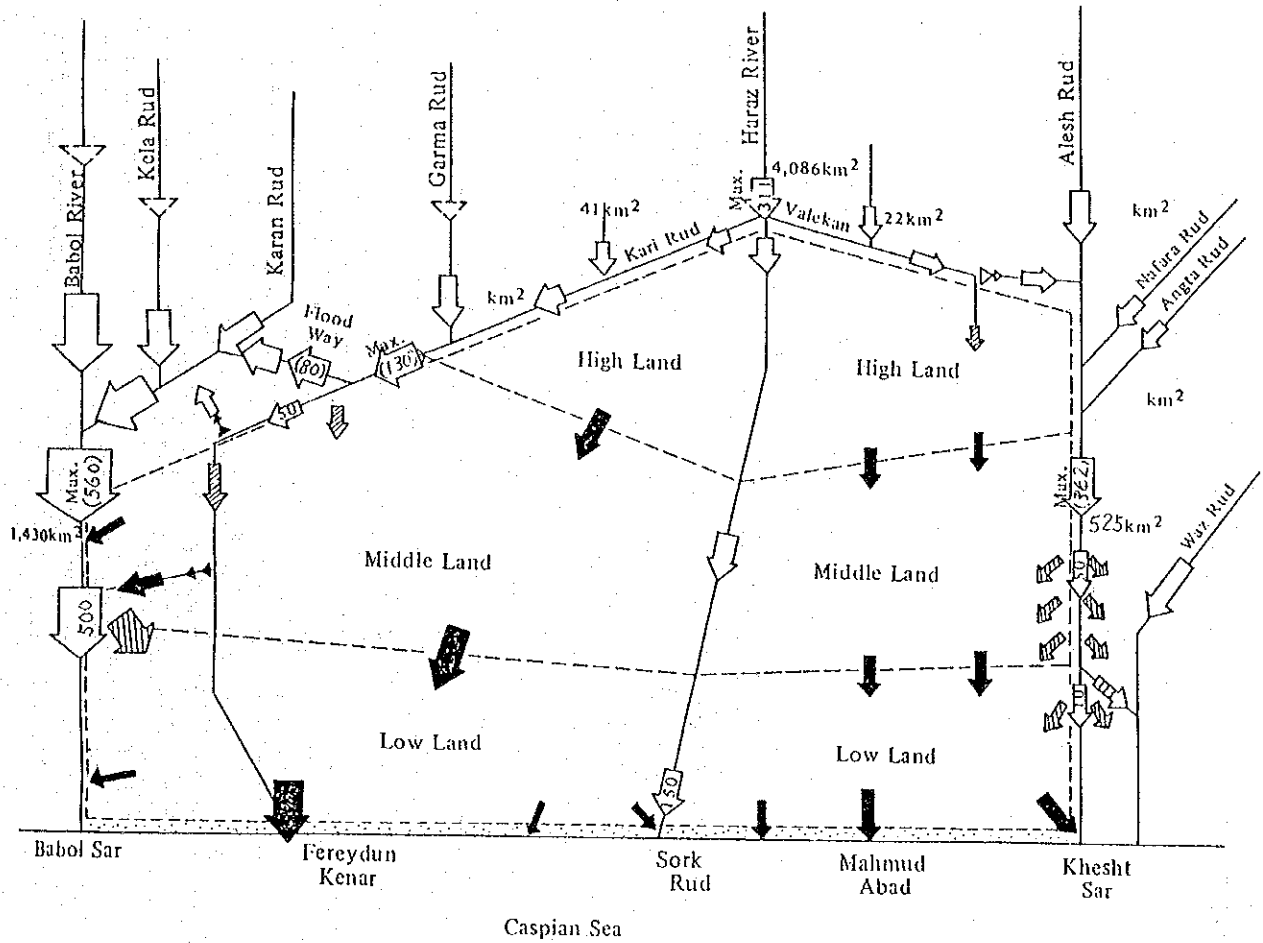 Babol River
Kela Rud
Karan Rud
Garma Rud
Haraz River
Alesh Rud
Max.
311
4,086km²
Valekan
22km²
41km²
Kari Rud
km²
km²
Nafara Rud
Angta Rud
Flood
Way
(80)
Max.
(130)
50
High Land
High Land
km²
Max.
(560)
1,430km²
Max.
(362)
525km²
Waz Rud
Middle Land
Middle Land
500
Low Land
Low Land
150
Babol Sar
Fereydun
Kenar
Sork
Rud
Mahmud
Abad
Khesht
Sar
Caspian Sea